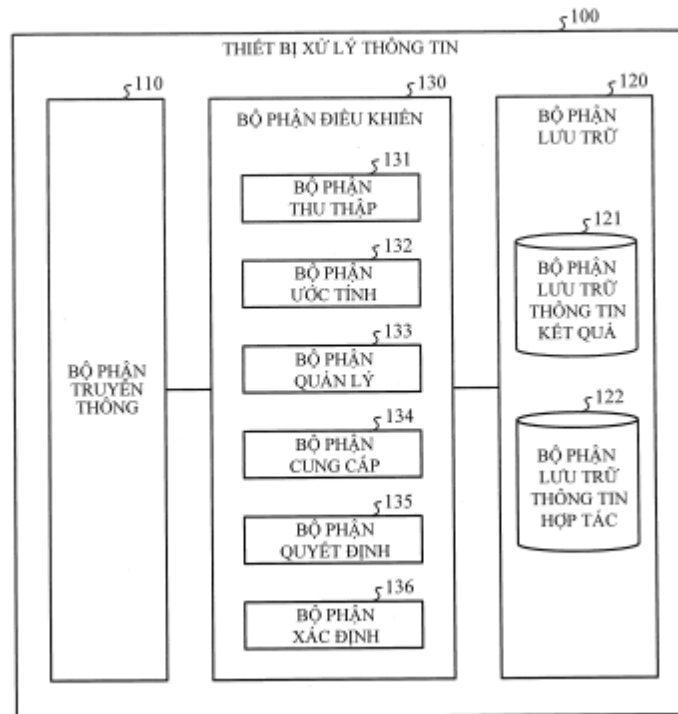 100
THIẾT BỊ XỬ LÝ THÔNG TIN
110
BỘ PHẬN
TRUYỀN
THÔNG
130
BỘ PHẬN ĐIỀU KHIỂN
131
BỘ PHẬN
THU THẬP
132
BỘ PHẬN
ƯỚC TÍNH
133
BỘ PHẬN
QUẢN LÝ
134
BỘ PHẬN
CUNG CẤP
135
BỘ PHẬN
QUYẾT ĐỊNH
136
BỘ PHẬN
XÁC ĐỊNH
120
BỘ PHẬN
LƯU TRỮ
121
BỘ PHẬN
LƯU TRỮ
THÔNG TIN
KẾT QUẢ
122
BỘ PHẬN
LƯU TRỮ
THÔNG TIN
HỢP TÁC